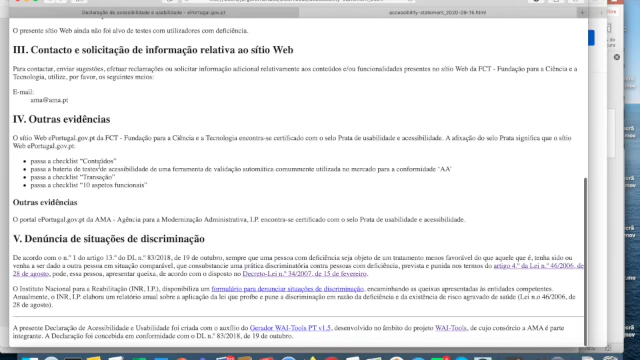 Declaração de acessibilidade e usabilidade - ePortugal.gov.pt
accessibility-statement_2020-09-16.html
O presente sítio Web ainda não foi alvo de testes com utilizadores com deficiência.
III. Contacto e solicitação de informação relativa ao sítio Web
Para contactar, enviar sugestões, efetuar reclamações ou solicitar informação adicional relativamente aos conteúdos e/ou funcionalidades presentes no sítio Web da FCT - Fundação para a Ciência e a
Tecnologia, utilize, por favor, os seguintes meios:
E-mail:
ama@ama.pt
IV. Outras evidências
O sítio Web ePortugal.gov.pt da FCT - Fundação para a Ciência e a Tecnologia encontra-se certificado com o selo Prata de usabilidade e acessibilidade. A afixação do selo Prata significa que o sítio
Web ePortugal.gov.pt:
• passa a checklist "Conteúdos"
• passa a bateria de testes de acessibilidade de uma ferramenta de validação automática comummente utilizada no mercado para a conformidade 'AA'
• passa a checklist "Transação"
• passa a checklist "10 aspetos funcionais"
Outras evidências
O portal ePortugal.gov.pt da AMA - Agência para a Modernização Administrativa, I.P. encontra-se certificado com o selo Prata de usabilidade e acessibilidade.
V. Denúncia de situações de discriminação
De acordo com o n.º 1 do artigo 13.º do DL n.º 83/2018, de 19 de outubro, sempre que uma pessoa com deficiência seja objeto de um tratamento menos favorável do que aquele que é, tenha sido ou
venha a ser dado a outra pessoa em situação comparável, que consubstancie uma prática discriminatória contra pessoas com deficiência, prevista e punida nos termos do artigo 4.º da Lei n.º 46/2006, de
28 de agosto, pode, essa pessoa, apresentar queixa, de acordo com o disposto no Decreto-Lei n.º 34/2007, de 15 de fevereiro.
O Instituto Nacional para a Reabilitação (INR, I.P.), disponibiliza um formulário para denunciar situações de discriminação, encaminhando as queixas apresentadas às entidades competentes.
Anualmente, o INR, I.P. elabora um relatório anual sobre a aplicação da lei que proíbe e pune a discriminação em razão da deficiência e da existência de risco agravado de saúde (Lei n.o 46/2006, de
28 de agosto).
A presente Declaração de Acessibilidade e Usabilidade foi criada com o auxílio do Gerador WAI-Tools PT v1.5, desenvolvido no âmbito do projeto WAI-Tools, de cujo consórcio a AMA é parte
integrante. A Declaração foi concebida em conformidade com o DL n.º 83/2018, de 19 de outubro.